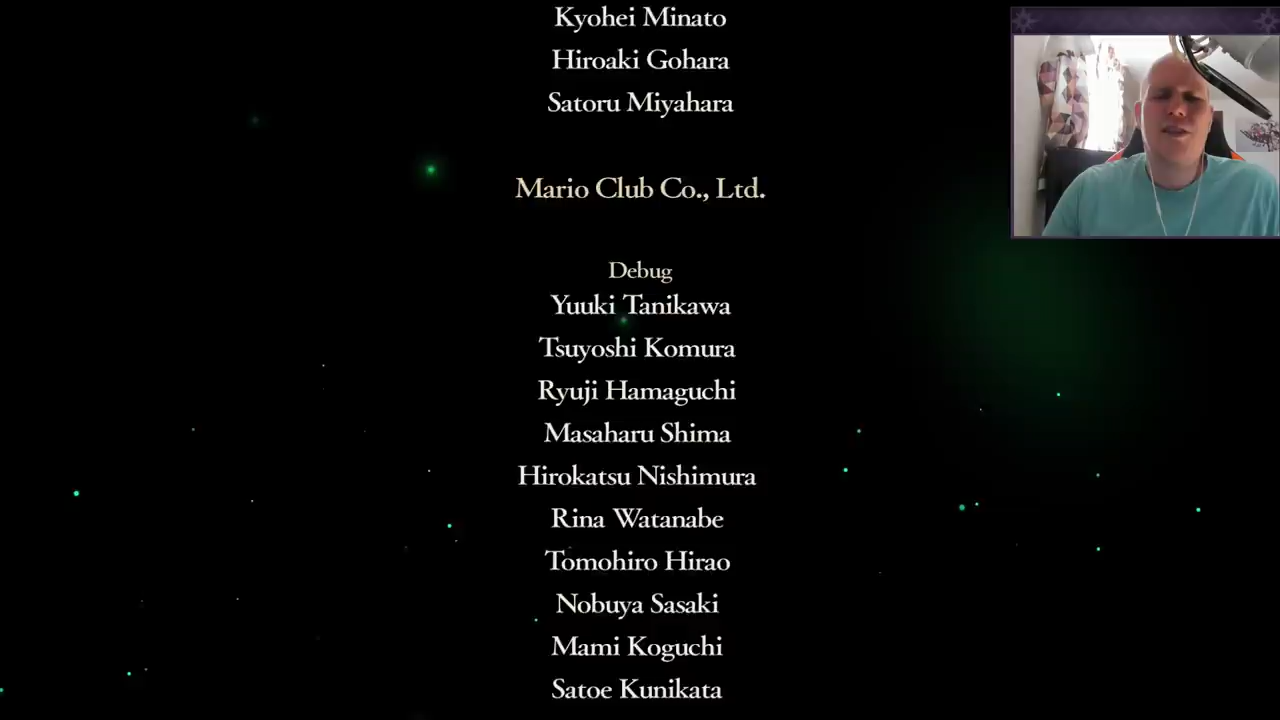 Kyohei Minato
Hiroaki Gohara
Satoru Miyahara
Mario Club Co., Ltd.
Debug
Yuuki Tanikawa
Tsuyoshi Komura
Ryuji Hamaguchi
Masaharu Shima
Hirokatsu Nishimura
Rina Watanabe
Tomohiro Hirao
Nobuya Sasaki
Mami Koguchi
Satoe Kunikata